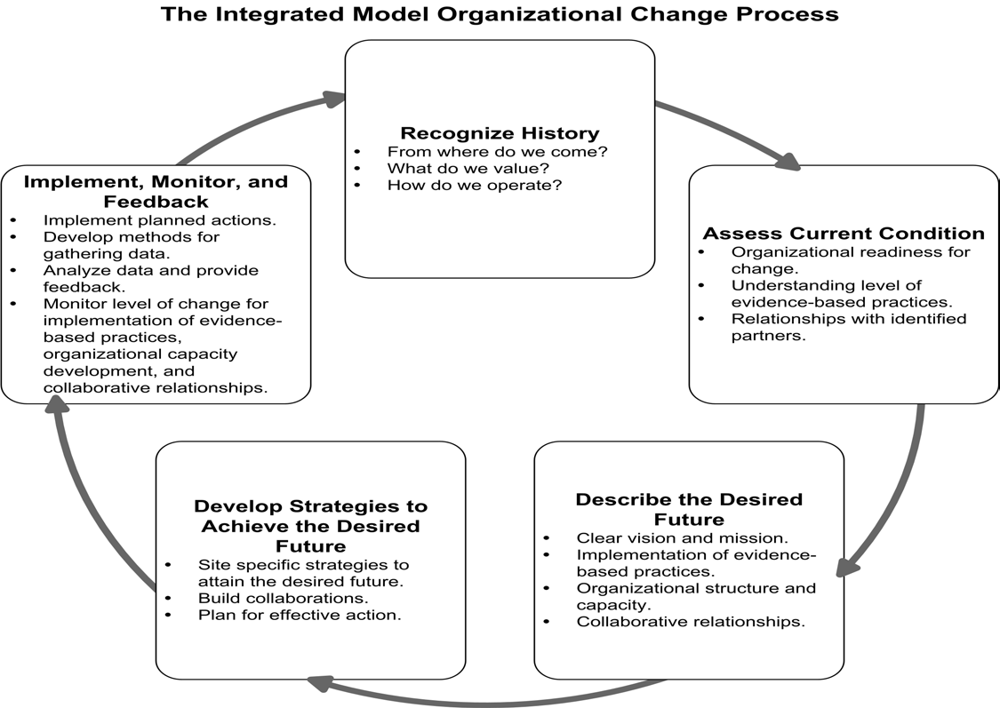 The Integrated Model Organizational Change Process
Recognize History
• From where do we come?
• What do we value?
• How do we operate?
Assess Current Condition
• Organizational readiness for
change.
• Understanding level of
evidence-based practices.
• Relationships with identified
partners.
Describe the Desired
Future
• Clear vision and mission.
• Implementation of evidence-
based practices.
• Organizational structure and
capacity.
• Collaborative relationships.
Develop Strategies to
Achieve the Desired
Future
• Site specific strategies to
attain the desired future.
• Build collaborations.
• Plan for effective action.
Implement, Monitor, and
Feedback
• Implement planned actions.
• Develop methods for
gathering data.
• Analyze data and provide
feedback.
• Monitor level of change for
implementation of evidence-
based practices,
organizational capacity
development, and
collaborative relationships.